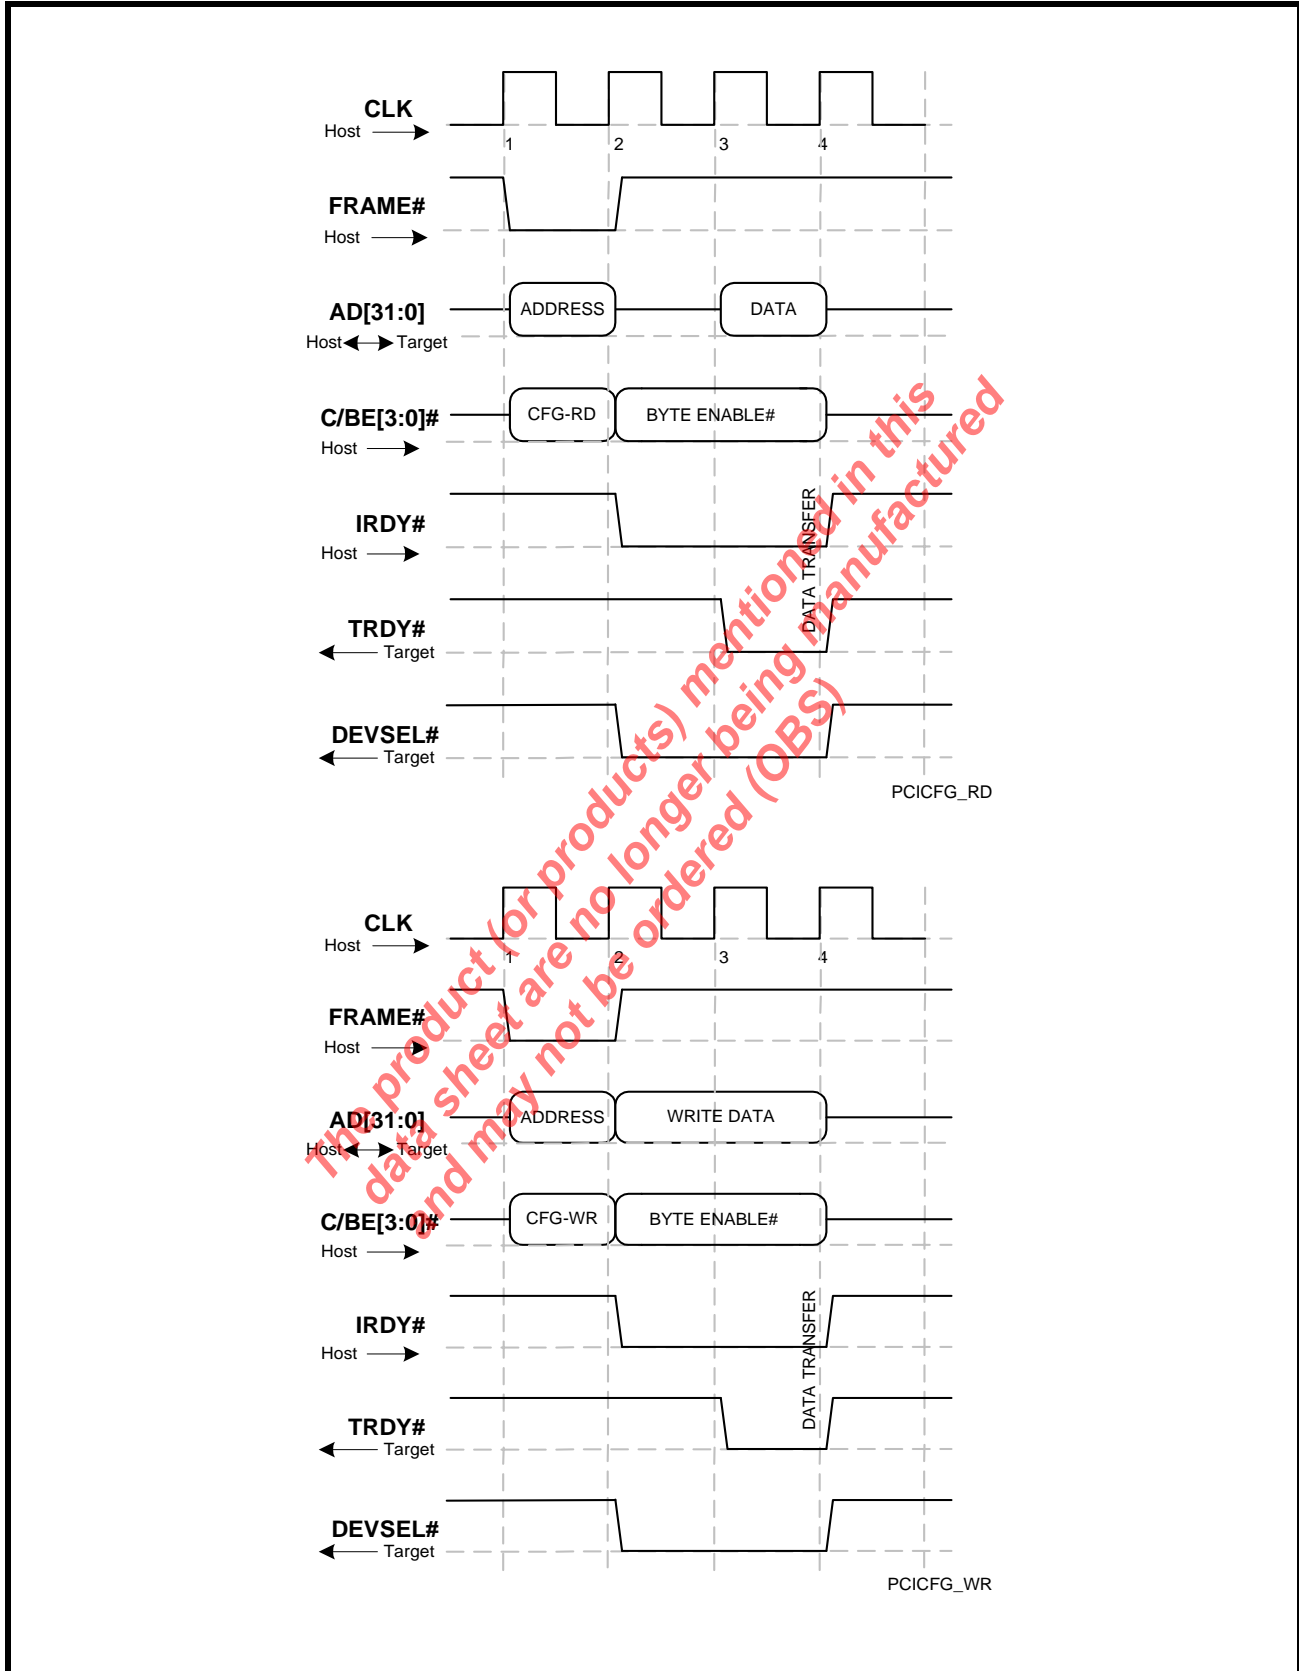 CLK
Host
1 2 3 4
FRAME#
Host
AD[31:0]
ADDRESS DATA
Host Target
C/BE[3:0]#
CFG-RD BYTE ENABLE#
Host
IRDY#
Host
DATA TRANSFER
TRDY#
Target
DEVSEL#
Target
PCICFG_RD
CLK
Host
1 2 3 4
FRAME#
Host
AD[31:0]
ADDRESS WRITE DATA
Host Target
C/BE[3:0]#
CFG-WR BYTE ENABLE#
Host
IRDY#
Host
DATA TRANSFER
TRDY#
Target
DEVSEL#
Target
PCICFG_WR
The product (or products) mentioned in this
data sheet are no longer being manufactured
and may not be ordered (OBS)